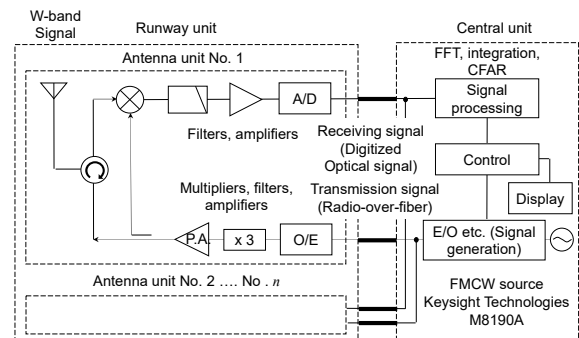 W-band
Signal
Runway unit
Central unit
Antenna unit No. 1
FFT, integration,
CFAR
A/D
Signal
processing
Filters, amplifiers
Receiving signal
(Digitized
Optical signal)
Control
Multipliers, filters,
amplifiers
Transmission signal
(Radio-over-fiber)
Display
P.A.
x 3
O/E
E/O etc. (Signal
generation)
Antenna unit No. 2 …. No . n
FMCW source
Keysight Technologies
M8190A